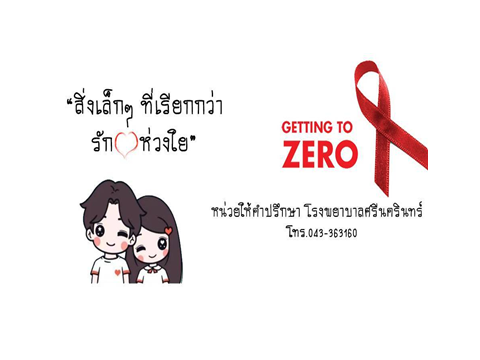 “สิ่งเล็กๆ ที่เรียกกว่า
รัก ห่วงใย”
GETTING TO
ZERO
หน่วยให้คำปรึกษา โรงพยาบาลศรีนครินทร์
โทร.043-363160